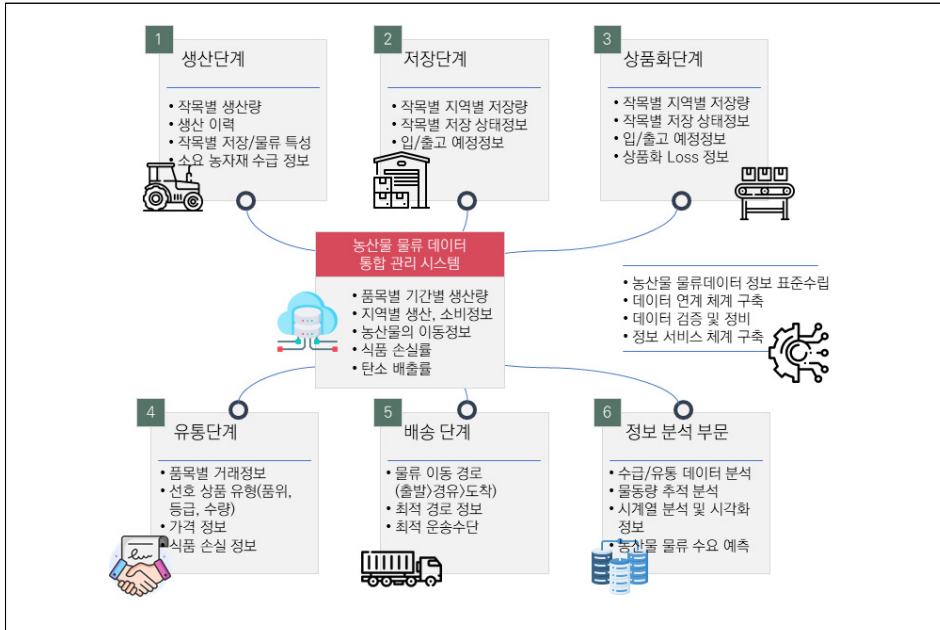 1
생산단계
• 작목별 생산량
• 생산 이력
• 작목별 저장/물류 특성
• 소요 농자재 수급 정보
2
저장단계
• 작목별 지역별 저장량
• 작목별 저장 상태정보
• 입/출고 예정정보
3
상품화단계
• 작목별 지역별 저장량
• 작목별 저장 상태정보
• 입/출고 예정정보
• 상품화 Loss 정보
농산물 물류 데이터
통합 관리 시스템
• 품목별 기간별 생산량
• 지역별 생산, 소비정보
• 농산물의 이동정보
• 식품 손실률
• 탄소 배출률
• 농산물 물류데이터 정보 표준수립
• 데이터 연계 체계 구축
• 데이터 검증 및 정비
• 정보 서비스 체계 구축
4
유통단계
• 품목별 거래정보
• 선호 상품 유형(품위,
등급, 수량)
• 가격 정보
• 식품 손실 정보
5
배송 단계
• 물류 이동 경로
(출발>경유>도착)
• 최적 경로 정보
• 최적 운송수단
6
정보 분석 부문
• 수급/유통 데이터 분석
• 물동량 추적 분석
• 시계열 분석 및 시각화
정보
• 농산물 물류 수요 예측